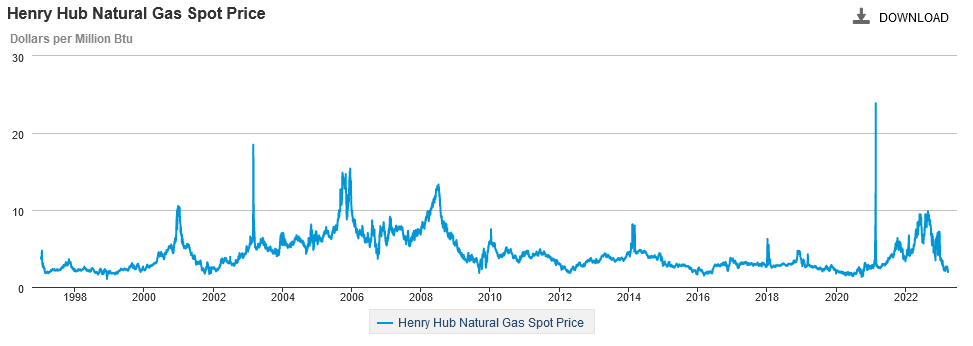 Henry Hub Natural Gas Spot Price
DOWNLOAD
Dollars per Million Btu
30
20
10
0
1998 2000 2002 2004 2006 2008 2010 2012 2014 2016 2018 2020 2022
Henry Hub Natural Gas Spot Price